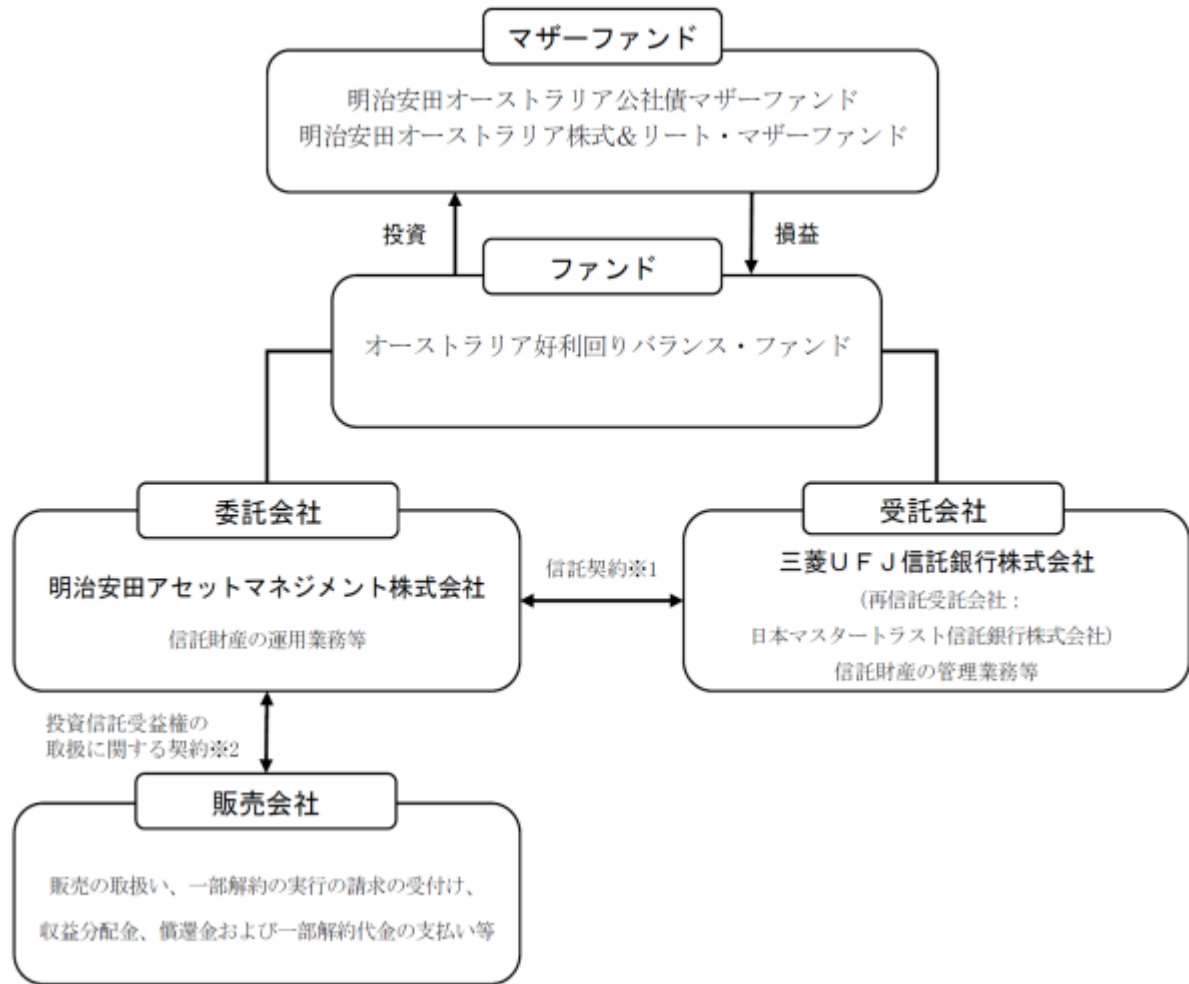 マザーファンド
明治安田オーストラリア公社債マザーファンド
明治安田オーストラリア株式＆リート・マザーファンド
投資
損益
ファンド
オーストラリア好利回りバランス・ファンド
委託会社
明治安田アセットマネジメント株式会社
信託財産の運用業務等
信託契約※1
受託会社
三菱ＵＦＪ信託銀行株式会社
（再信託受託会社：
日本マスタートラスト信託銀行株式会社）
信託財産の管理業務等
投資信託受益権の
取扱に関する契約※2
販売会社
販売の取扱い、一部解約の実行の請求の受付け、
収益分配金、償還金および一部解約代金の支払い等